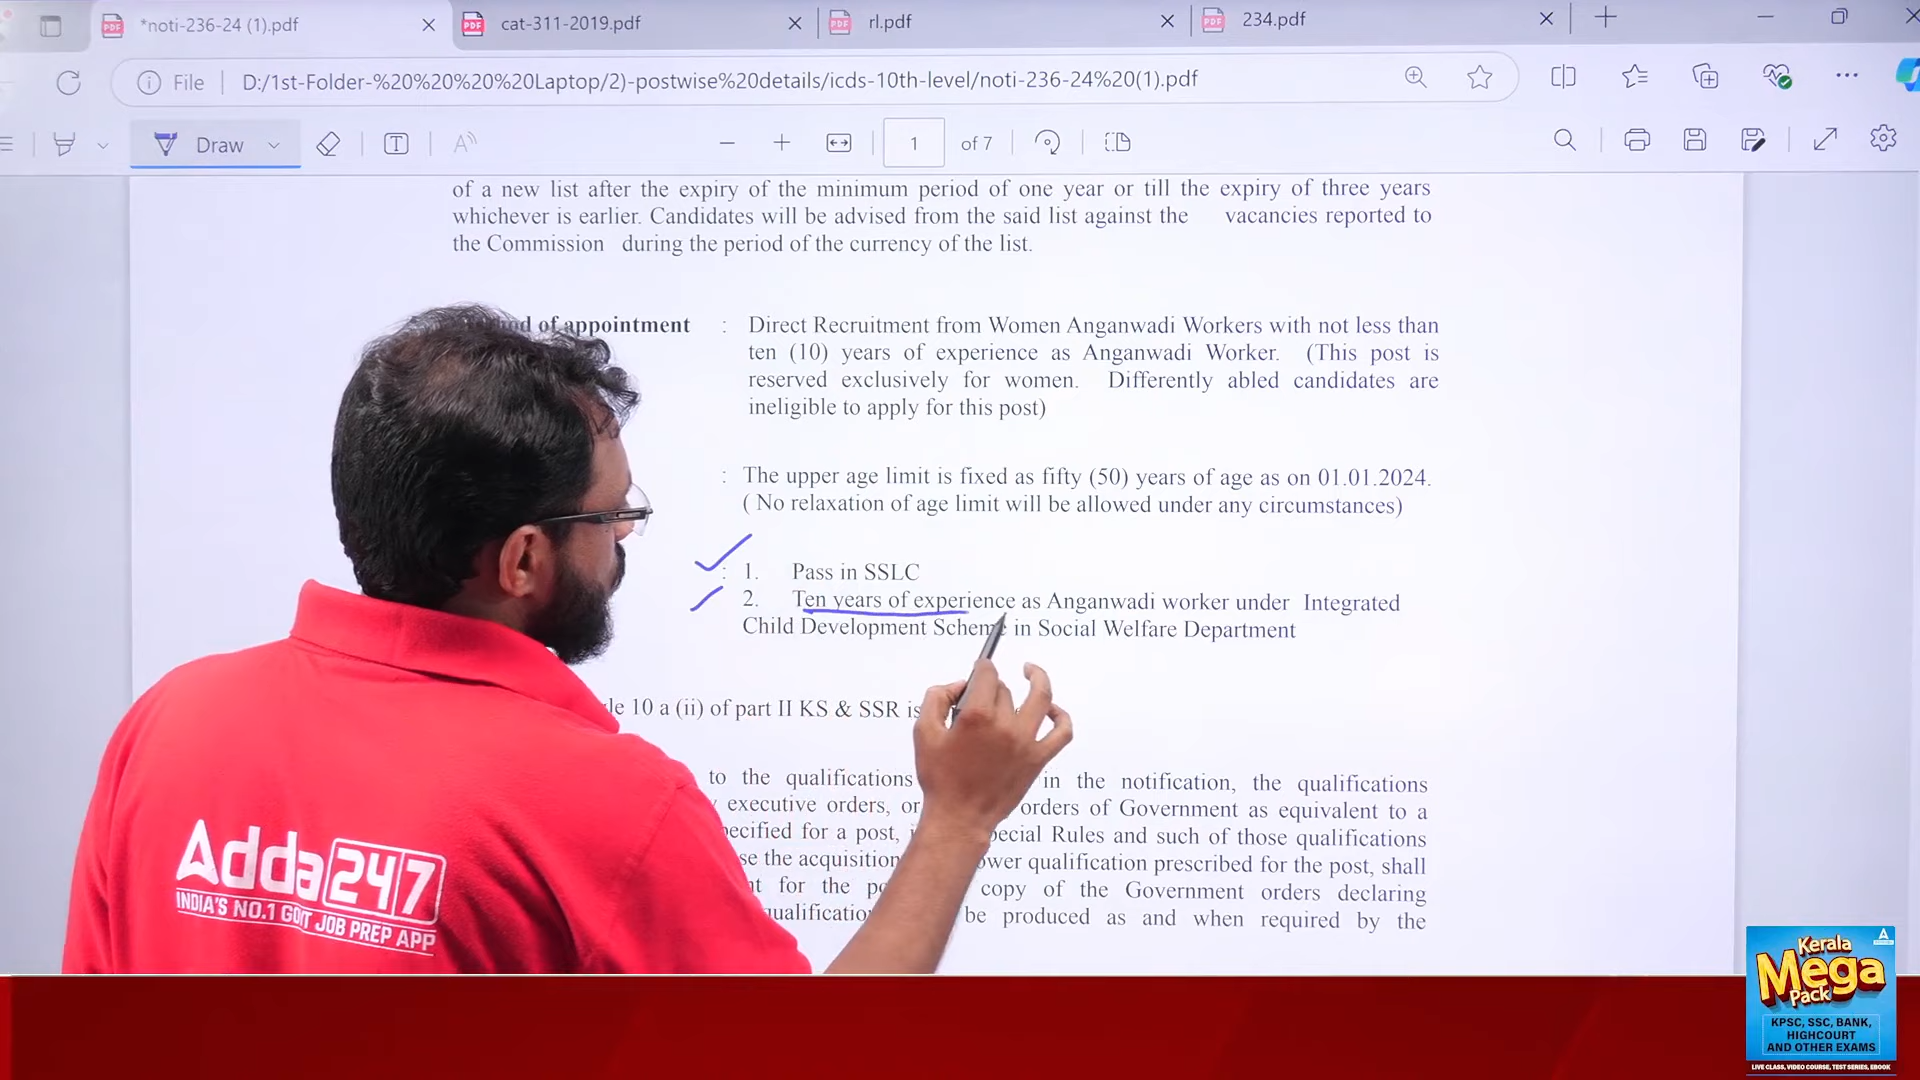 *noti-236-24 (1).pdf
cat-311-2019.pdf
rl.pdf
234.pdf
File D:/1st-Folder-%20%20%20%20Laptop/2)-postwise%20details/icds-10th-level/noti-236-24%20(1).pdf
Draw 1 of 7
of a new list after the expiry of the minimum period of one year or till the expiry of three years
whichever is earlier. Candidates will be advised from the said list against the vacancies reported to
the Commission during the period of the currency of the list.
of appointment : Direct Recruitment from Women Anganwadi Workers with not less than
ten (10) years of experience as Anganwadi Worker. (This post is
reserved exclusively for women. Differently abled candidates are
ineligible to apply for this post)
: The upper age limit is fixed as fifty (50) years of age as on 01.01.2024.
( No relaxation of age limit will be allowed under any circumstances)
: 1. Pass in SSLC
2. Ten years of experience as Anganwadi worker under Integrated
Child Development Scheme in Social Welfare Department
10 a (ii) of part II KS & SSR is
to the qualifications in the notification, the qualifications
executive orders, or orders of Government as equivalent to a
for a post, Rules and such of those qualifications
the acquisition qualification prescribed for the post, shall
for the copy of the Government orders declaring
be produced as and when required by the
Adda247
INDIA'S NO.1 GOVT JOB PREP APP
Kerala
Mega
Pack
KPSC, SSC, BANK,
HIGHCOURT
AND OTHER EXAMS
LIVE CLASS, VIDEO COURSE, TEST SERIES, EBOOK